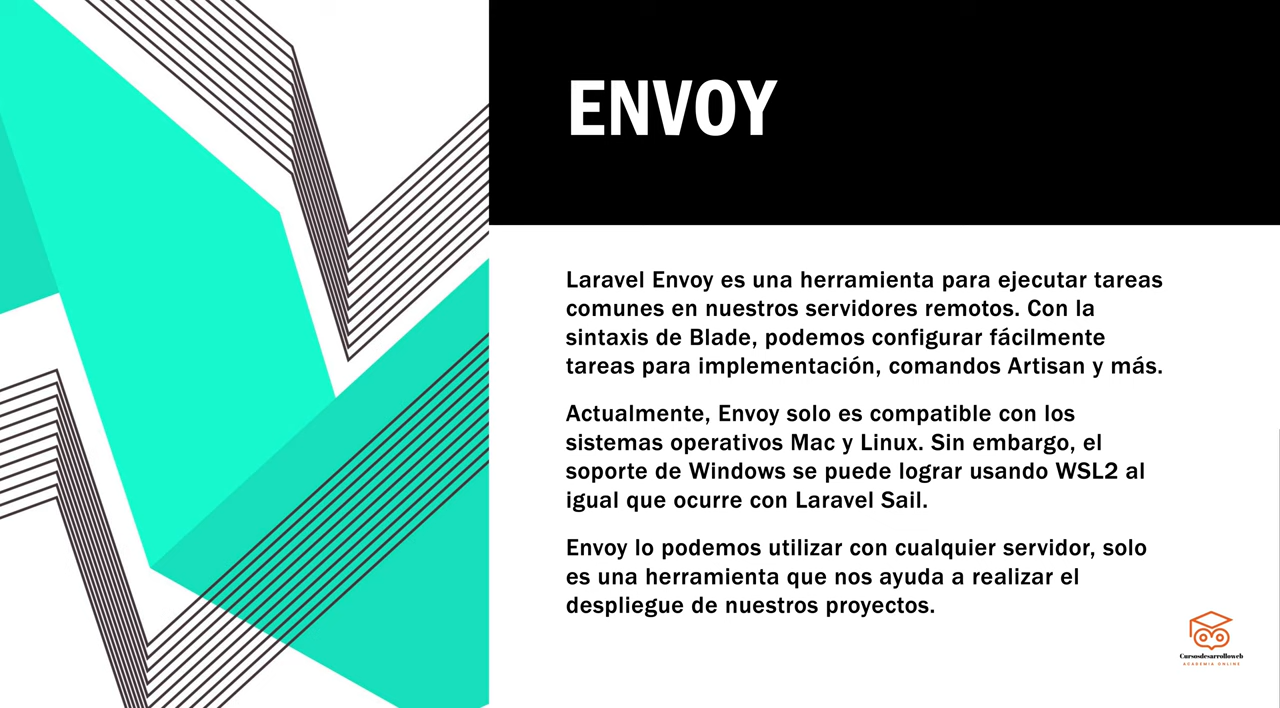 ENVOY
Laravel Envoy es una herramienta para ejecutar tareas
comunes en nuestros servidores remotos. Con la
sintaxis de Blade, podemos configurar fácilmente
tareas para implementación, comandos Artisan y más.
Actualmente, Envoy solo es compatible con los
sistemas operativos Mac y Linux. Sin embargo, el
soporte de Windows se puede lograr usando WSL2 al
igual que ocurre con Laravel Sail.
Envoy lo podemos utilizar con cualquier servidor, solo
es una herramienta que nos ayuda a realizar el
despliegue de nuestros proyectos.
Cursosdesarrolloweb
ACADEMIA ONLINE